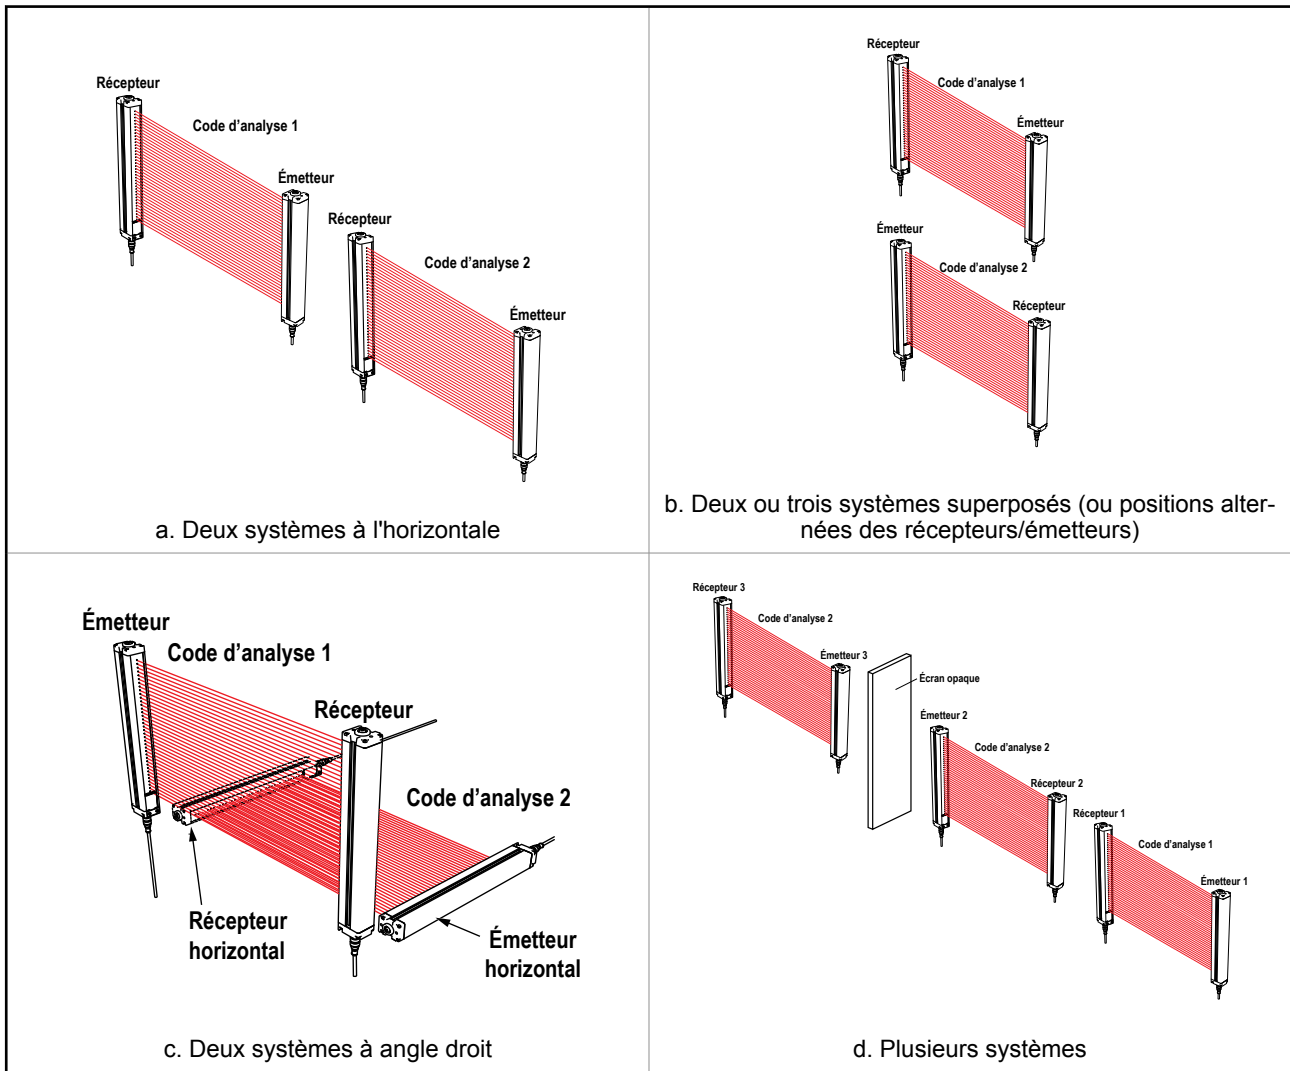 Récepteur
Code d’analyse 1
Émetteur
Récepteur
Code d’analyse 2
Émetteur
a. Deux systèmes à l'horizontale
Récepteur
Code d’analyse 1
Émetteur
Émetteur
Code d’analyse 2
Récepteur
b. Deux ou trois systèmes superposés (ou positions alter-
nées des récepteurs/émetteurs)
Émetteur
Code d’analyse 1
Récepteur
Code d’analyse 2
Récepteur
horizontal
Émetteur
horizontal
c. Deux systèmes à angle droit
Récepteur 3
Code d’analyse 2
Émetteur 3
Écran opaque
Émetteur 2
Code d’analyse 2
Récepteur 2
Récepteur 1
Code d’analyse 1
Émetteur 1
d. Plusieurs systèmes